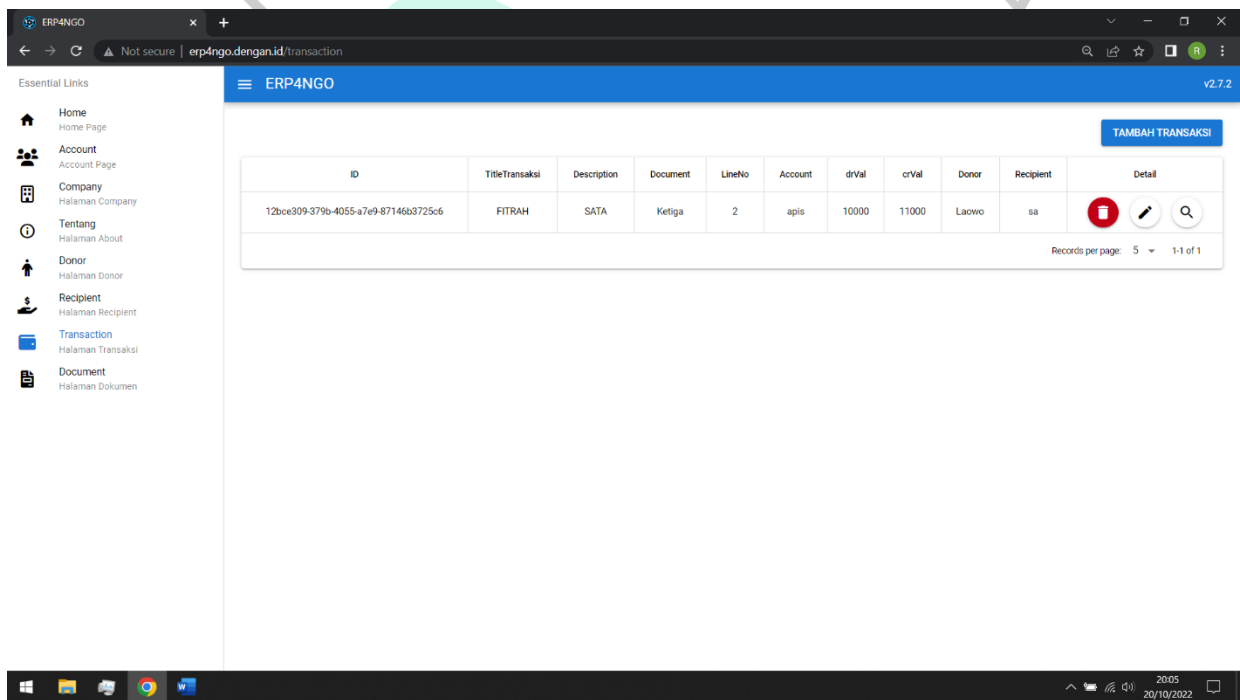 ERP4NGO
Not secure | erp4ngo.dengan.id/transaction
R
Essential Links
ERP4NGO
v2.7.2
Home
Home Page
Account
Account Page
Company
Halaman Company
Tentang
Halaman About
Donor
Halaman Donor
Recipient
Halaman Recipient
Transaction
Halaman Transaksi
Document
Halaman Dokumen
TAMBAH TRANSAKSI
ID TitleTransaksi Description Document LineNo Account drVal crVal Donor Recipient Detail
12bce309-379b-4055-a7e9-87146b3725c6 FITRAH SATA Ketiga 2 apis 10000 11000 Laowo sa
Records per page: 5 1-1 of 1
20:05
20/10/2022